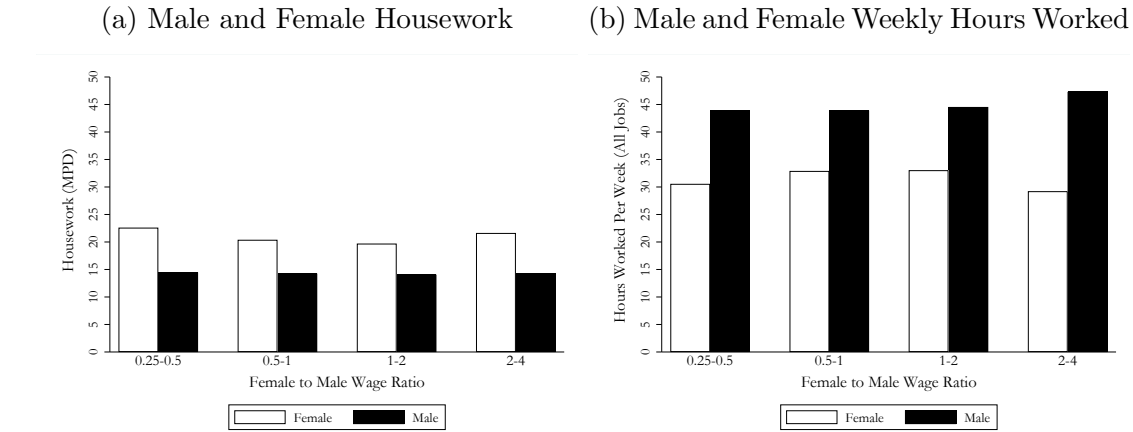 (a) Male and Female Housework
Housework (MPD)
50
45
40
35
30
25
20
15
10
5
0
0.25-0.5 0.5-1 1-2 2-4
Female to Male Wage Ratio
Female Male
(b) Male and Female Weekly Hours Worked
Hours Worked Per Week (All Jobs)
50
45
40
35
30
25
20
15
10
5
0
0.25-0.5 0.5-1 1-2 2-4
Female to Male Wage Ratio
Female Male